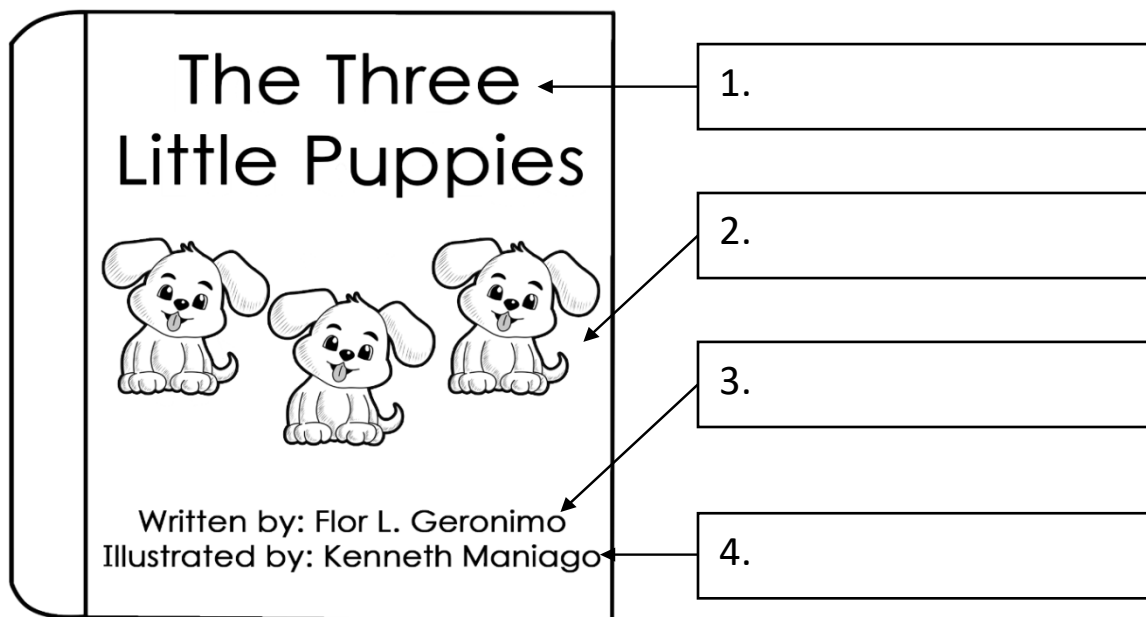 The Three
Little Puppies
Written by: Flor L. Geronimo
Illustrated by: Kenneth Maniago
1.
2.
3.
4.